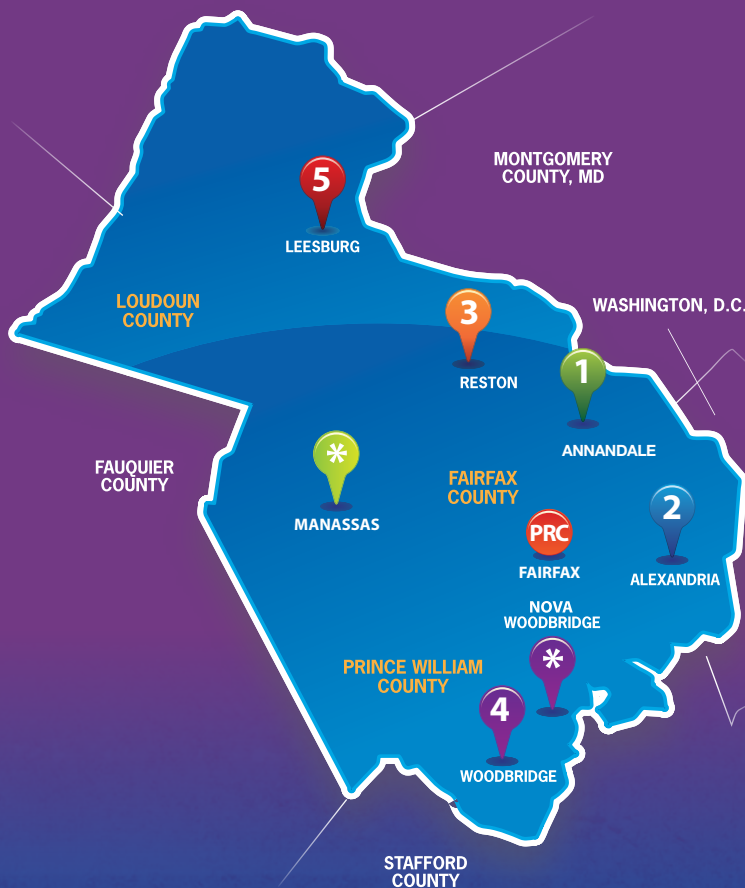 MONTGOMERY
COUNTY, MD
5
LEESBURG
LOUDOUN
COUNTY
WASHINGTON, D.C.
3
RESTON
1
ANNANDALE
FAUQUIER
COUNTY
*
MANASSAS
FAIRFAX
COUNTY
2
ALEXANDRIA
PRC
FAIRFAX
NOVA
WOODBRIDGE
*
PRINCE WILLIAM
COUNTY
4
WOODBRIDGE
STAFFORD
COUNTY